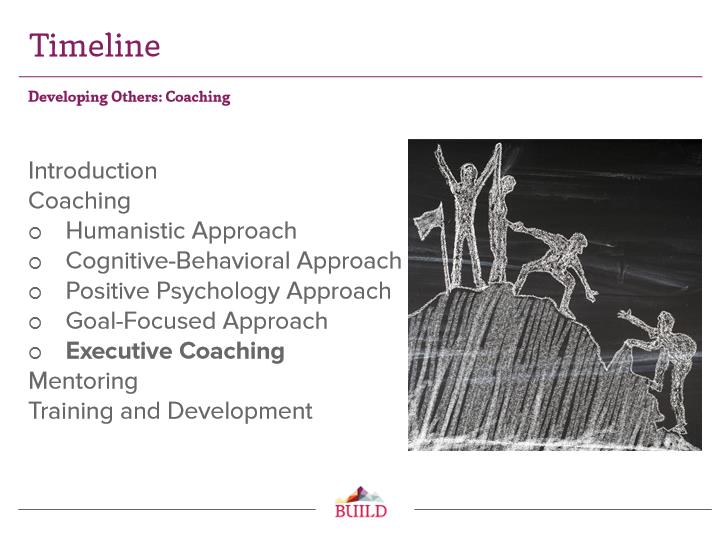 Timeline
Developing Others: Coaching
Introduction
Coaching
o Humanistic Approach
o Cognitive-Behavioral Approach
o Positive Psychology Approach
o Goal-Focused Approach
o Executive Coaching
Mentoring
Training and Development
BUILD